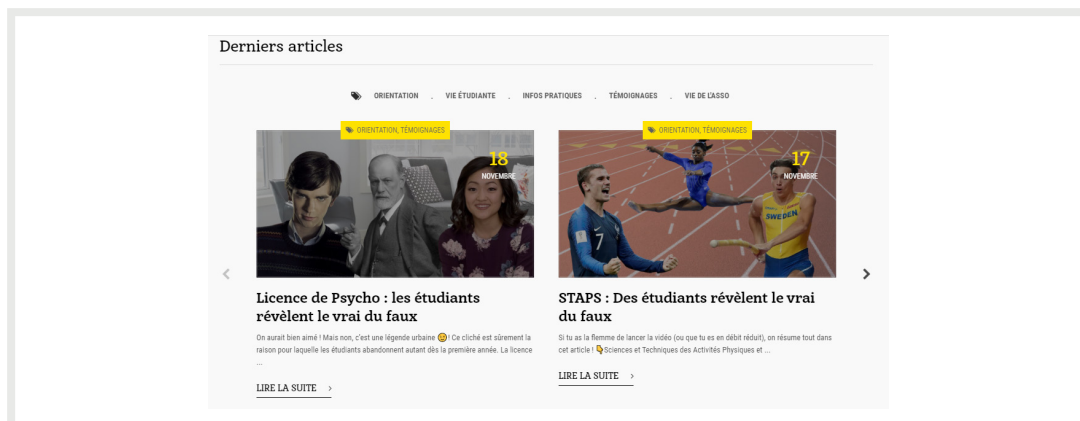 Derniers articles
ORIENTATION . VIE ÉTUDIANTE . INFOS PRATIQUES . TÉMOIGNAGES . VIE DE L'ASSO
ORIENTATION, TÉMOIGNAGES
18
NOVEMBRE
Licence de Psycho : les étudiants
révèlent le vrai du faux
On aurait bien aimé ! Mais non, c'est une légende urbaine 😉 ! Ce cliché est sûrement la
raison pour laquelle les étudiants abandonnent autant dès la première année. La licence
...
LIRE LA SUITE >
ORIENTATION, TÉMOIGNAGES
17
NOVEMBRE
7
SWEDEN
STAPS : Des étudiants révèlent le vrai
du faux
Si tu as la flemme de lancer la vidéo (ou que tu es en débit réduit), on résume tout dans
cet article ! 👇Sciences et Techniques des Activités Physiques et ...
LIRE LA SUITE >